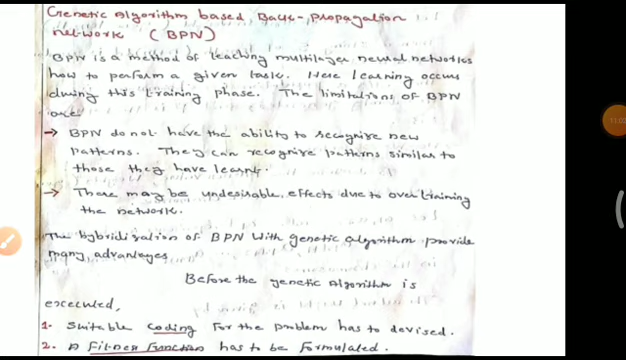 Genetic Algorithm based, Back-propagation
network (BPN)
BPN is a method of teaching multilayer neural networks
how to perform a given task. Here learning occurs
during this training phase. The limitations of BPN
are
→ BPN do not have the ability to recognize new
patterns. They can recognize patterns similar to
those they have learnt.
→ There may be undesirable, effects due to over training
the network.
The hybridization of BPN With genetic algorithm provide
many advantages
Before the genetic Algorithm is
executed,
1. Suitable coding for the problem has to devised.
2. A Fitness function has to be formulated.
11:02